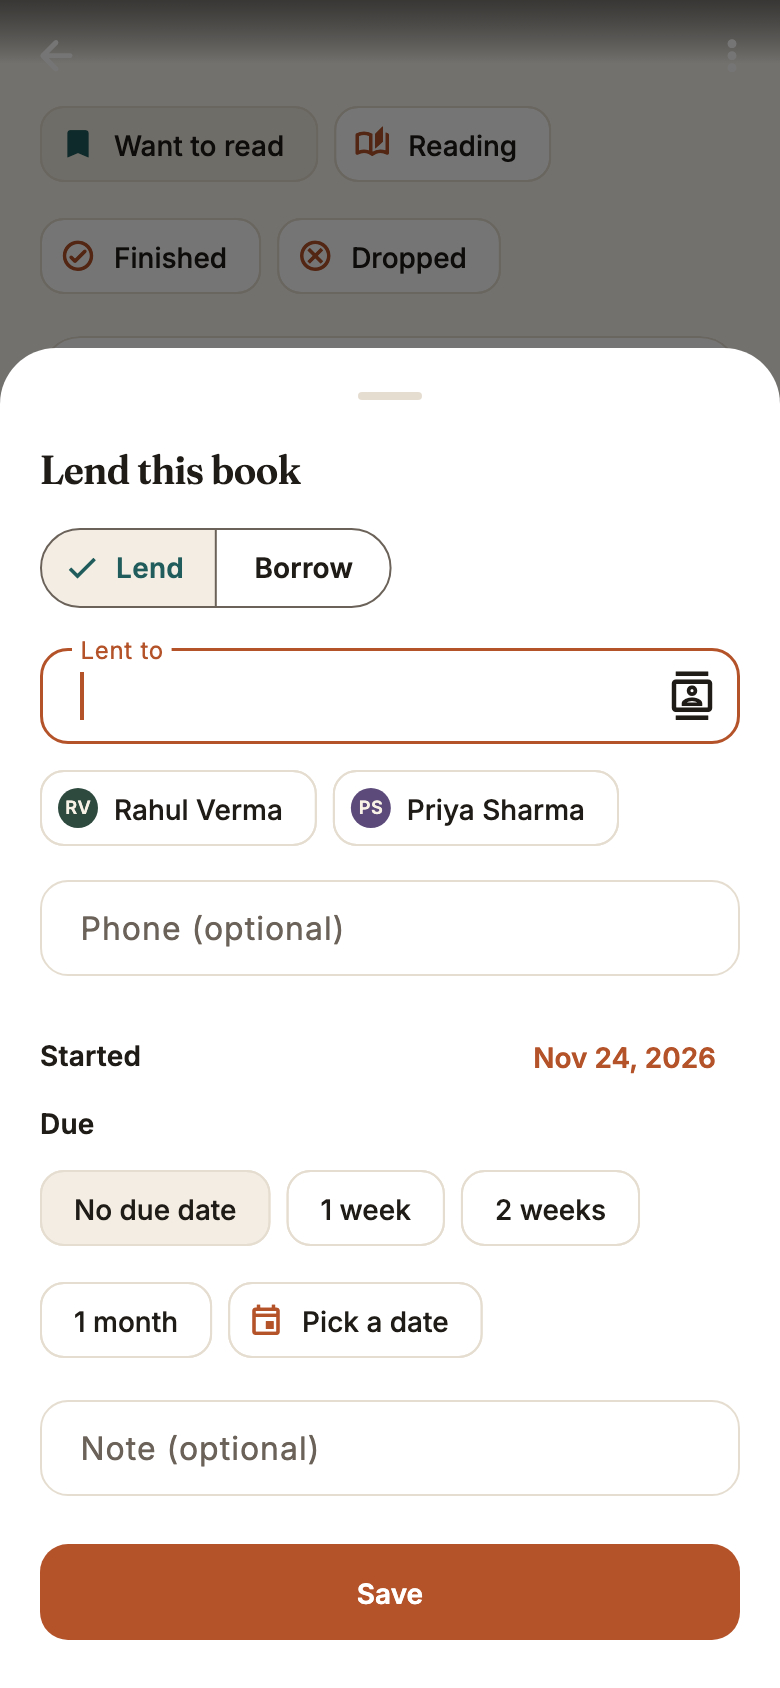 Want to read
Reading
Finished
Dropped
Lend this book
Lend
Borrow
Lent to
RV Rahul Verma
PS Priya Sharma
Phone (optional)
Started
Nov 24, 2026
Due
No due date
1 week
2 weeks
1 month
Pick a date
Note (optional)
Save